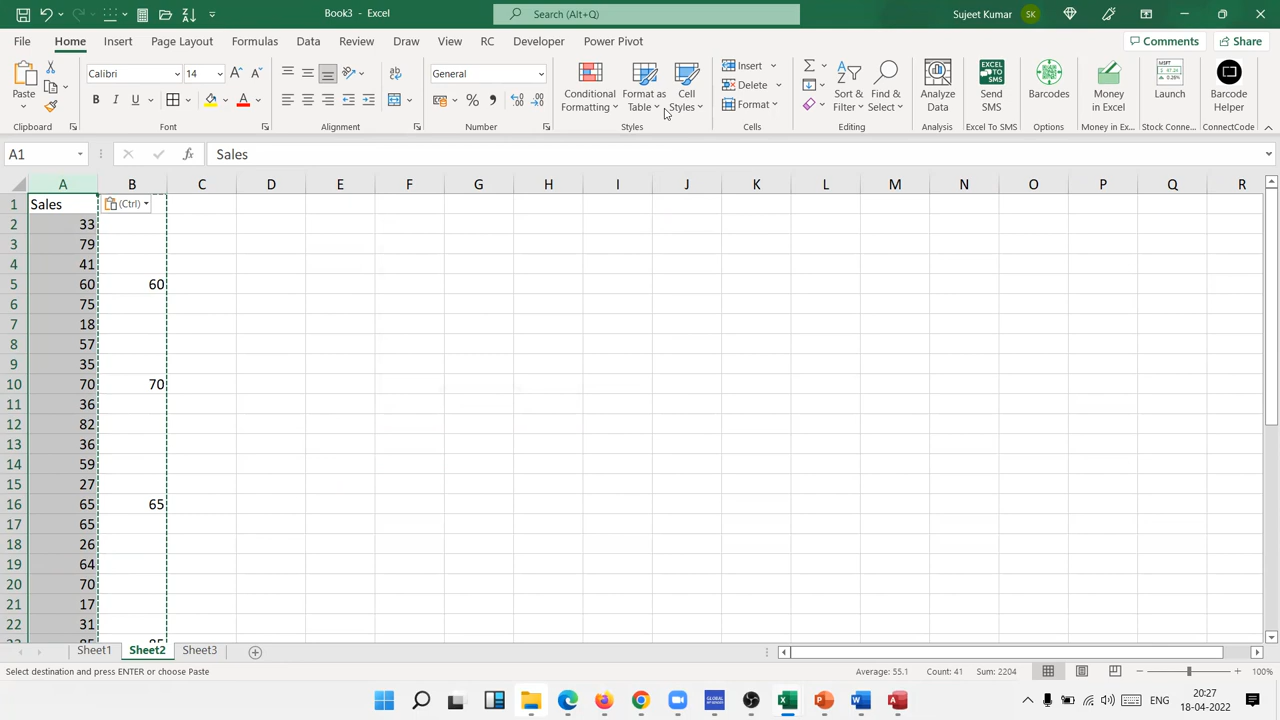 Book3 - Excel
Search (Alt+Q)
Sujeet Kumar
SK
File Home Insert Page Layout Formulas Data Review View RC Developer Help Power Pivot
Comments
Share
Paste
Clipboard
Calibri
14
B I U
Font
ab
Alignment
General
% ,
Number
Conditional Formatting
Format as Table
Cell Styles
Styles
Insert
Delete
Format
Cells
Sort & Filter
Find & Select
Editing
Analyze Data
Analysis
Excel To SMS
Send SMS
Excel To SMS
Barcodes
Options
Money in Excel
Money in Ex...
MSFT
Launch
Stock Conne...
Barcode Helper
ConnectCode
A1
fx
Sales
A B C D E F G H I J K L M N O P Q R
1 Sales (Ctrl)
2 33
3 79
4 41
5 60 60
6 75
7 18
8 57
9 35
10 70 70
11 36
12 82
13 36
14 59
15 27
16 65 65
17 65
18 26
19 64
20 70
21 17
22 31
Sheet1 Sheet2 Sheet3
Select destination and press ENTER or choose Paste
Average: 55.1 Count: 41 Sum: 2204
100%
ENG
20:27
18-04-2022